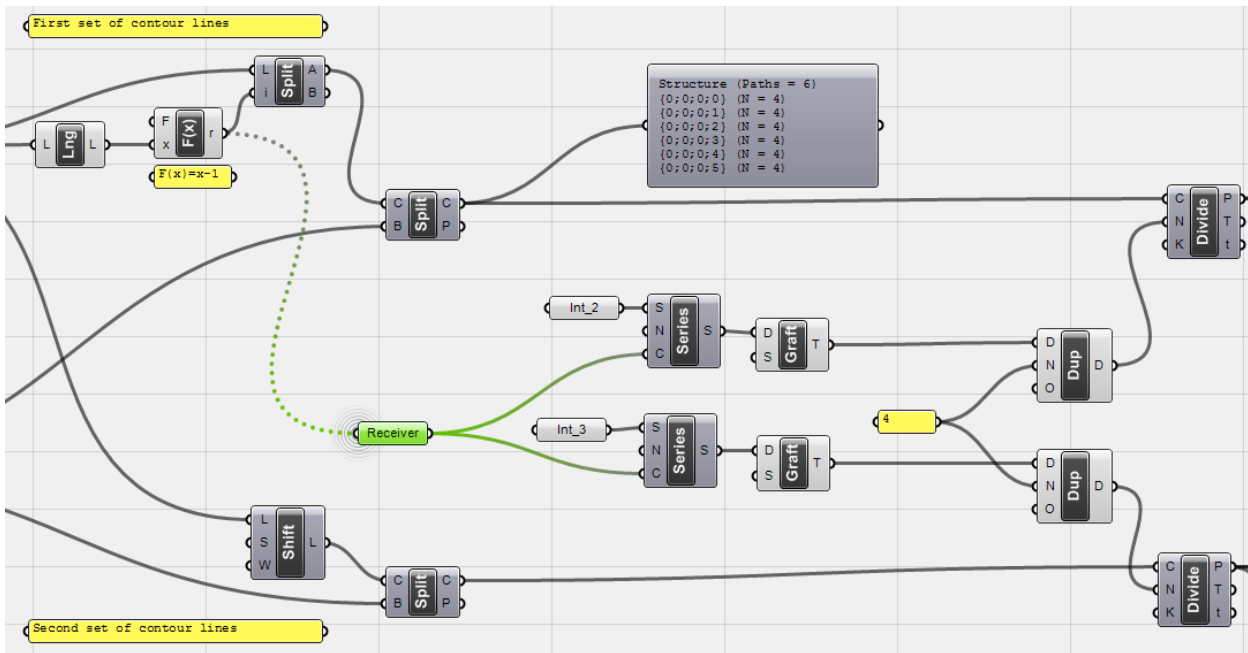 First set of contour lines
L
i
Split
A
B
L
Lng
L
F
x
F(x)
r
F(x)=x-1
Structure (Paths = 6)
{0;0;0;0} (N = 4)
{0;0;0;1} (N = 4)
{0;0;0;2} (N = 4)
{0;0;0;3} (N = 4)
{0;0;0;4} (N = 4)
{0;0;0;5} (N = 4)
C
B
Split
C
P
C
N
K
Divide
P
T
t
Int_2
S
N
C
Series
S
D
S
Graft
T
D
N
O
Dup
D
4
Receiver
Int_3
S
N
C
Series
S
D
S
Graft
T
D
N
O
Dup
D
L
S
W
Shift
L
C
B
Split
C
P
C
N
K
Divide
P
T
t
Second set of contour lines